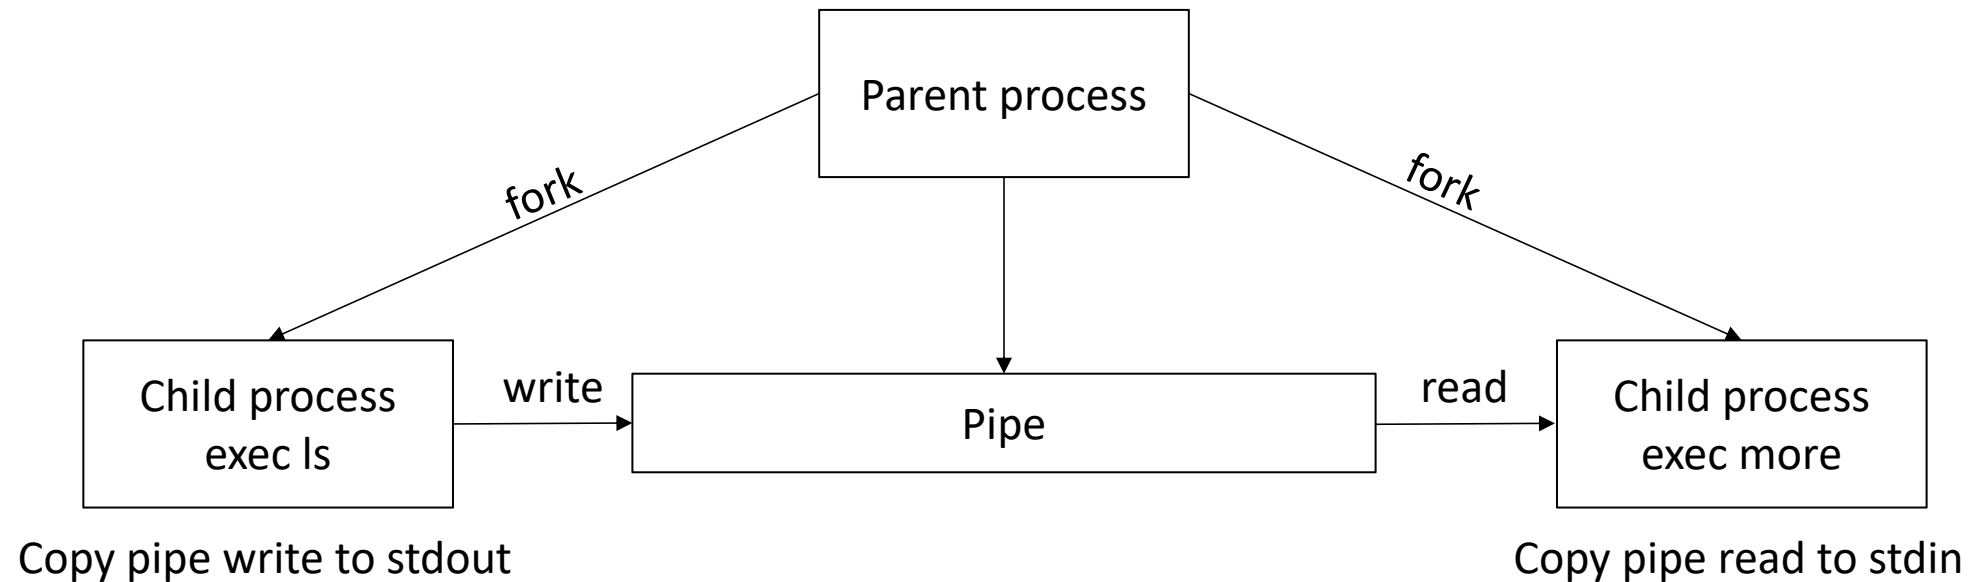 Parent process
fork
fork
Child process
exec ls
write
Pipe
read
Child process
exec more
Copy pipe write to stdout
Copy pipe read to stdin